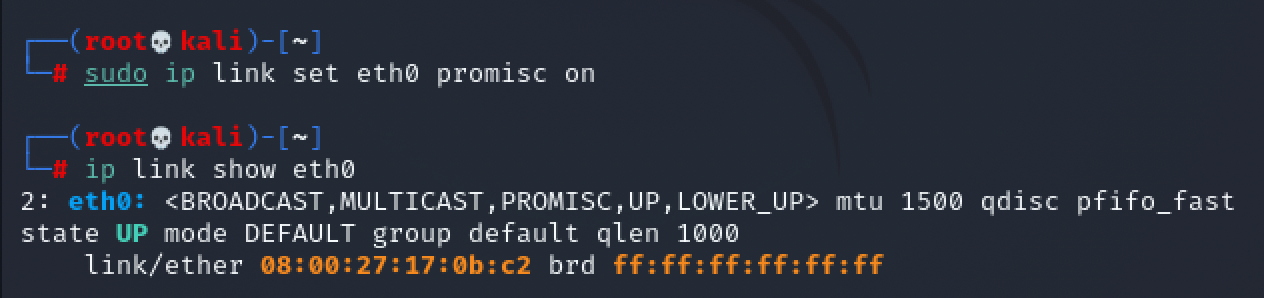 ┌──(root💀kali)-[~]
└─# sudo ip link set eth0 promisc on
┌──(root💀kali)-[~]
└─# ip link show eth0
2: eth0: <BROADCAST,MULTICAST,PROMISC,UP,LOWER_UP> mtu 1500 qdisc pfifo_fast
state UP mode DEFAULT group default qlen 1000
    link/ether 08:00:27:17:0b:c2 brd ff:ff:ff:ff:ff:ff